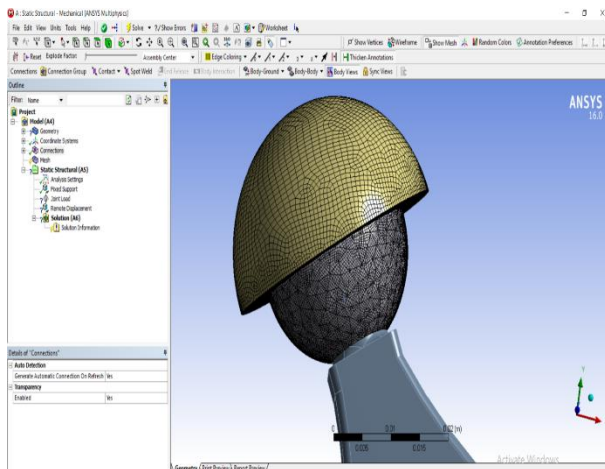 A : Static Structural - Mechanical [ANSYS Multiphysics]
File Edit View Units Tools Help Solve ?/Show Errors Worksheet
Show Vertices Wireframe Show Mesh Random Colors Annotation Preferences
Reset Explode Factor: Assembly Center Edge Coloring Thicken Annotations
Connections Connection Group Contact Spot Weld End Release Body Interaction Body-Ground Body-Body Body Views Sync Views
Outline
Filter: Name
Project
Model (A4)
Geometry
Coordinate Systems
Connections
Mesh
Static Structural (A5)
Analysis Settings
Fixed Support
Joint Load
Remote Displacement
Solution (A6)
Solution Information
Details of "Connections"
Auto Detection
Generate Automatic Connection On Refresh Yes
Transparency
Enabled Yes
ANSYS
16.0
Y
0 0.01 0.02 (m)
0.005 0.015
Activate Windows
Geometry Print Preview Report Preview